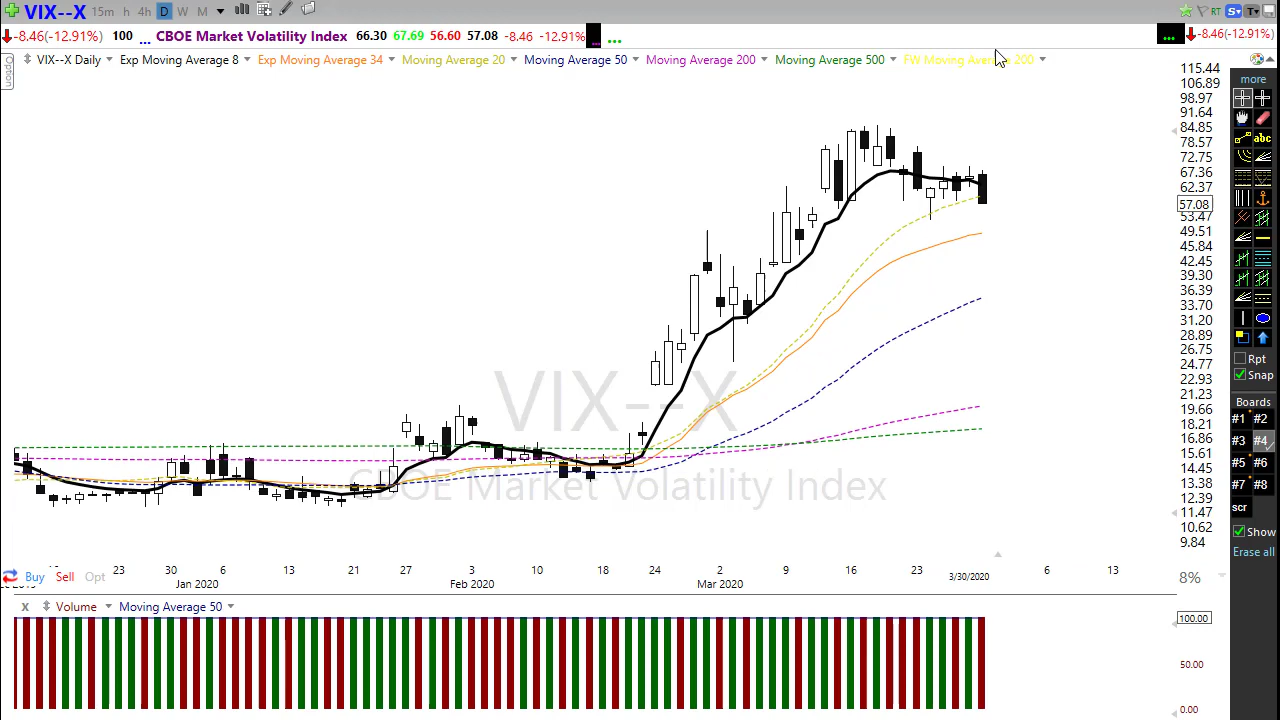 VIX--X 15m h 4h D W M
-8.46(-12.91%) 100 ... CBOE Market Volatility Index 66.30 67.69 56.60 57.08 -8.46 -12.91% ... ... ... -8.46(-12.91%)
RT S T
Option
VIX--X Daily Exp Moving Average 8 Exp Moving Average 34 Moving Average 20 Moving Average 50 Moving Average 200 Moving Average 500 FW Moving Average 200
115.44
106.89
98.97
91.64
84.85
78.57
72.75
67.36
62.37
57.08
53.47
49.51
45.84
42.45
39.30
36.39
33.70
31.20
28.89
26.75
24.77
22.93
21.23
19.66
18.21
16.86
15.61
14.45
13.38
12.39
11.47
10.62
9.84
more
abc
Rpt
Snap
Boards
#1 #2
#3 #4
#5 #6
#7 #8
scr
Show
Erase all
VIX--X
CBOE Market Volatility Index
23 30 6 13 21 27 3 10 18 24 2 9 16 23 3/30/2020 6 13
Jan 2020 Feb 2020 Mar 2020
Buy Sell Opt
8%
x Volume Moving Average 50
100.00
50.00
0.00